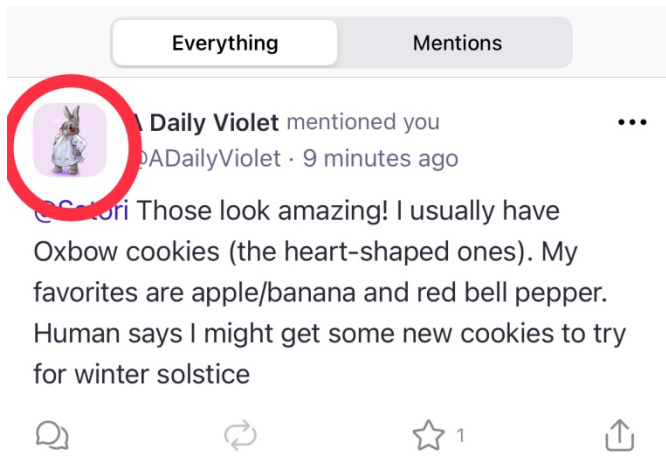 Everything Mentions
A Daily Violet mentioned you
@ADailyViolet · 9 minutes ago
@Satori Those look amazing! I usually have
Oxbow cookies (the heart-shaped ones). My
favorites are apple/banana and red bell pepper.
Human says I might get some new cookies to try
for winter solstice
1